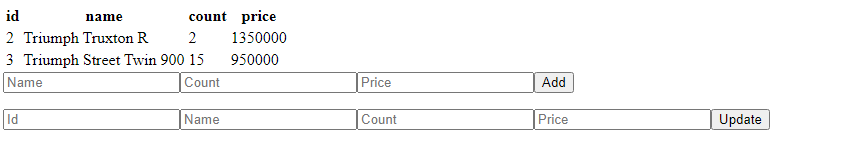 id name count price
2 Triumph Truxton R 2 1350000
3 Triumph Street Twin 900 15 950000
Name Count Price Add
Id Name Count Price Update